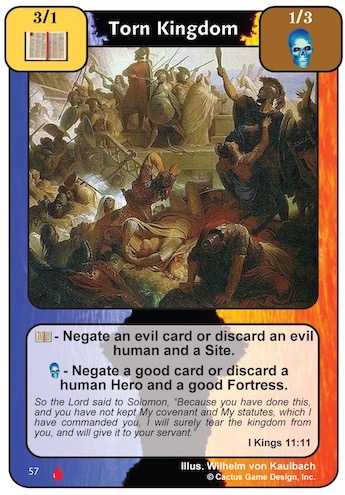 3/1
Torn Kingdom
1/3
- Negate an evil card or discard an evil
human and a Site.
- Negate a good card or discard a
human Hero and a good Fortress.
So the Lord said to Solomon, "Because you have done this,
and you have not kept My covenant and My statutes, which I
have commanded you, I will surely tear the kingdom from
you, and will give it to your servant."
I Kings 11:11
57
Illus. Wilhelm von Kaulbach
© Cactus Game Design, Inc.